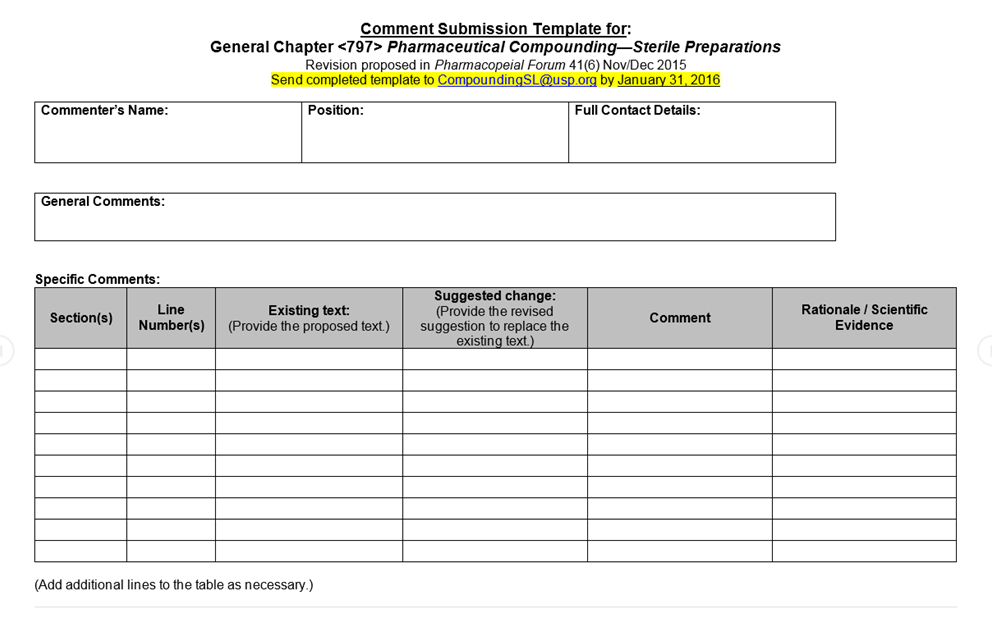 Comment Submission Template for:
General Chapter <797> Pharmaceutical Compounding—Sterile Preparations
Revision proposed in Pharmacopeial Forum 41(6) Nov/Dec 2015
Send completed template to CompoundingSL@usp.org by January 31, 2016
Commenter's Name:
Position:
Full Contact Details:
General Comments:
Specific Comments:
Section(s)
Line
Number(s)
Existing text:
(Provide the proposed text.)
Suggested change:
(Provide the revised
suggestion to replace the
existing text.)
Comment
Rationale / Scientific
Evidence
(Add additional lines to the table as necessary.)